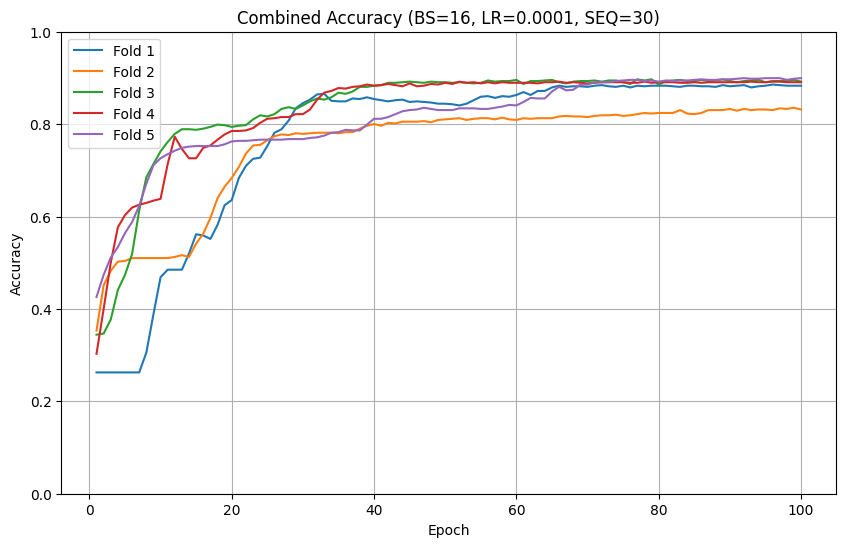 Combined Accuracy (BS=16, LR=0.0001, SEQ=30)
Fold 1
Fold 2
Fold 3
Fold 4
Fold 5
Accuracy
1.0
0.8
0.6
0.4
0.2
0.0
0 20 40 60 80 100
Epoch